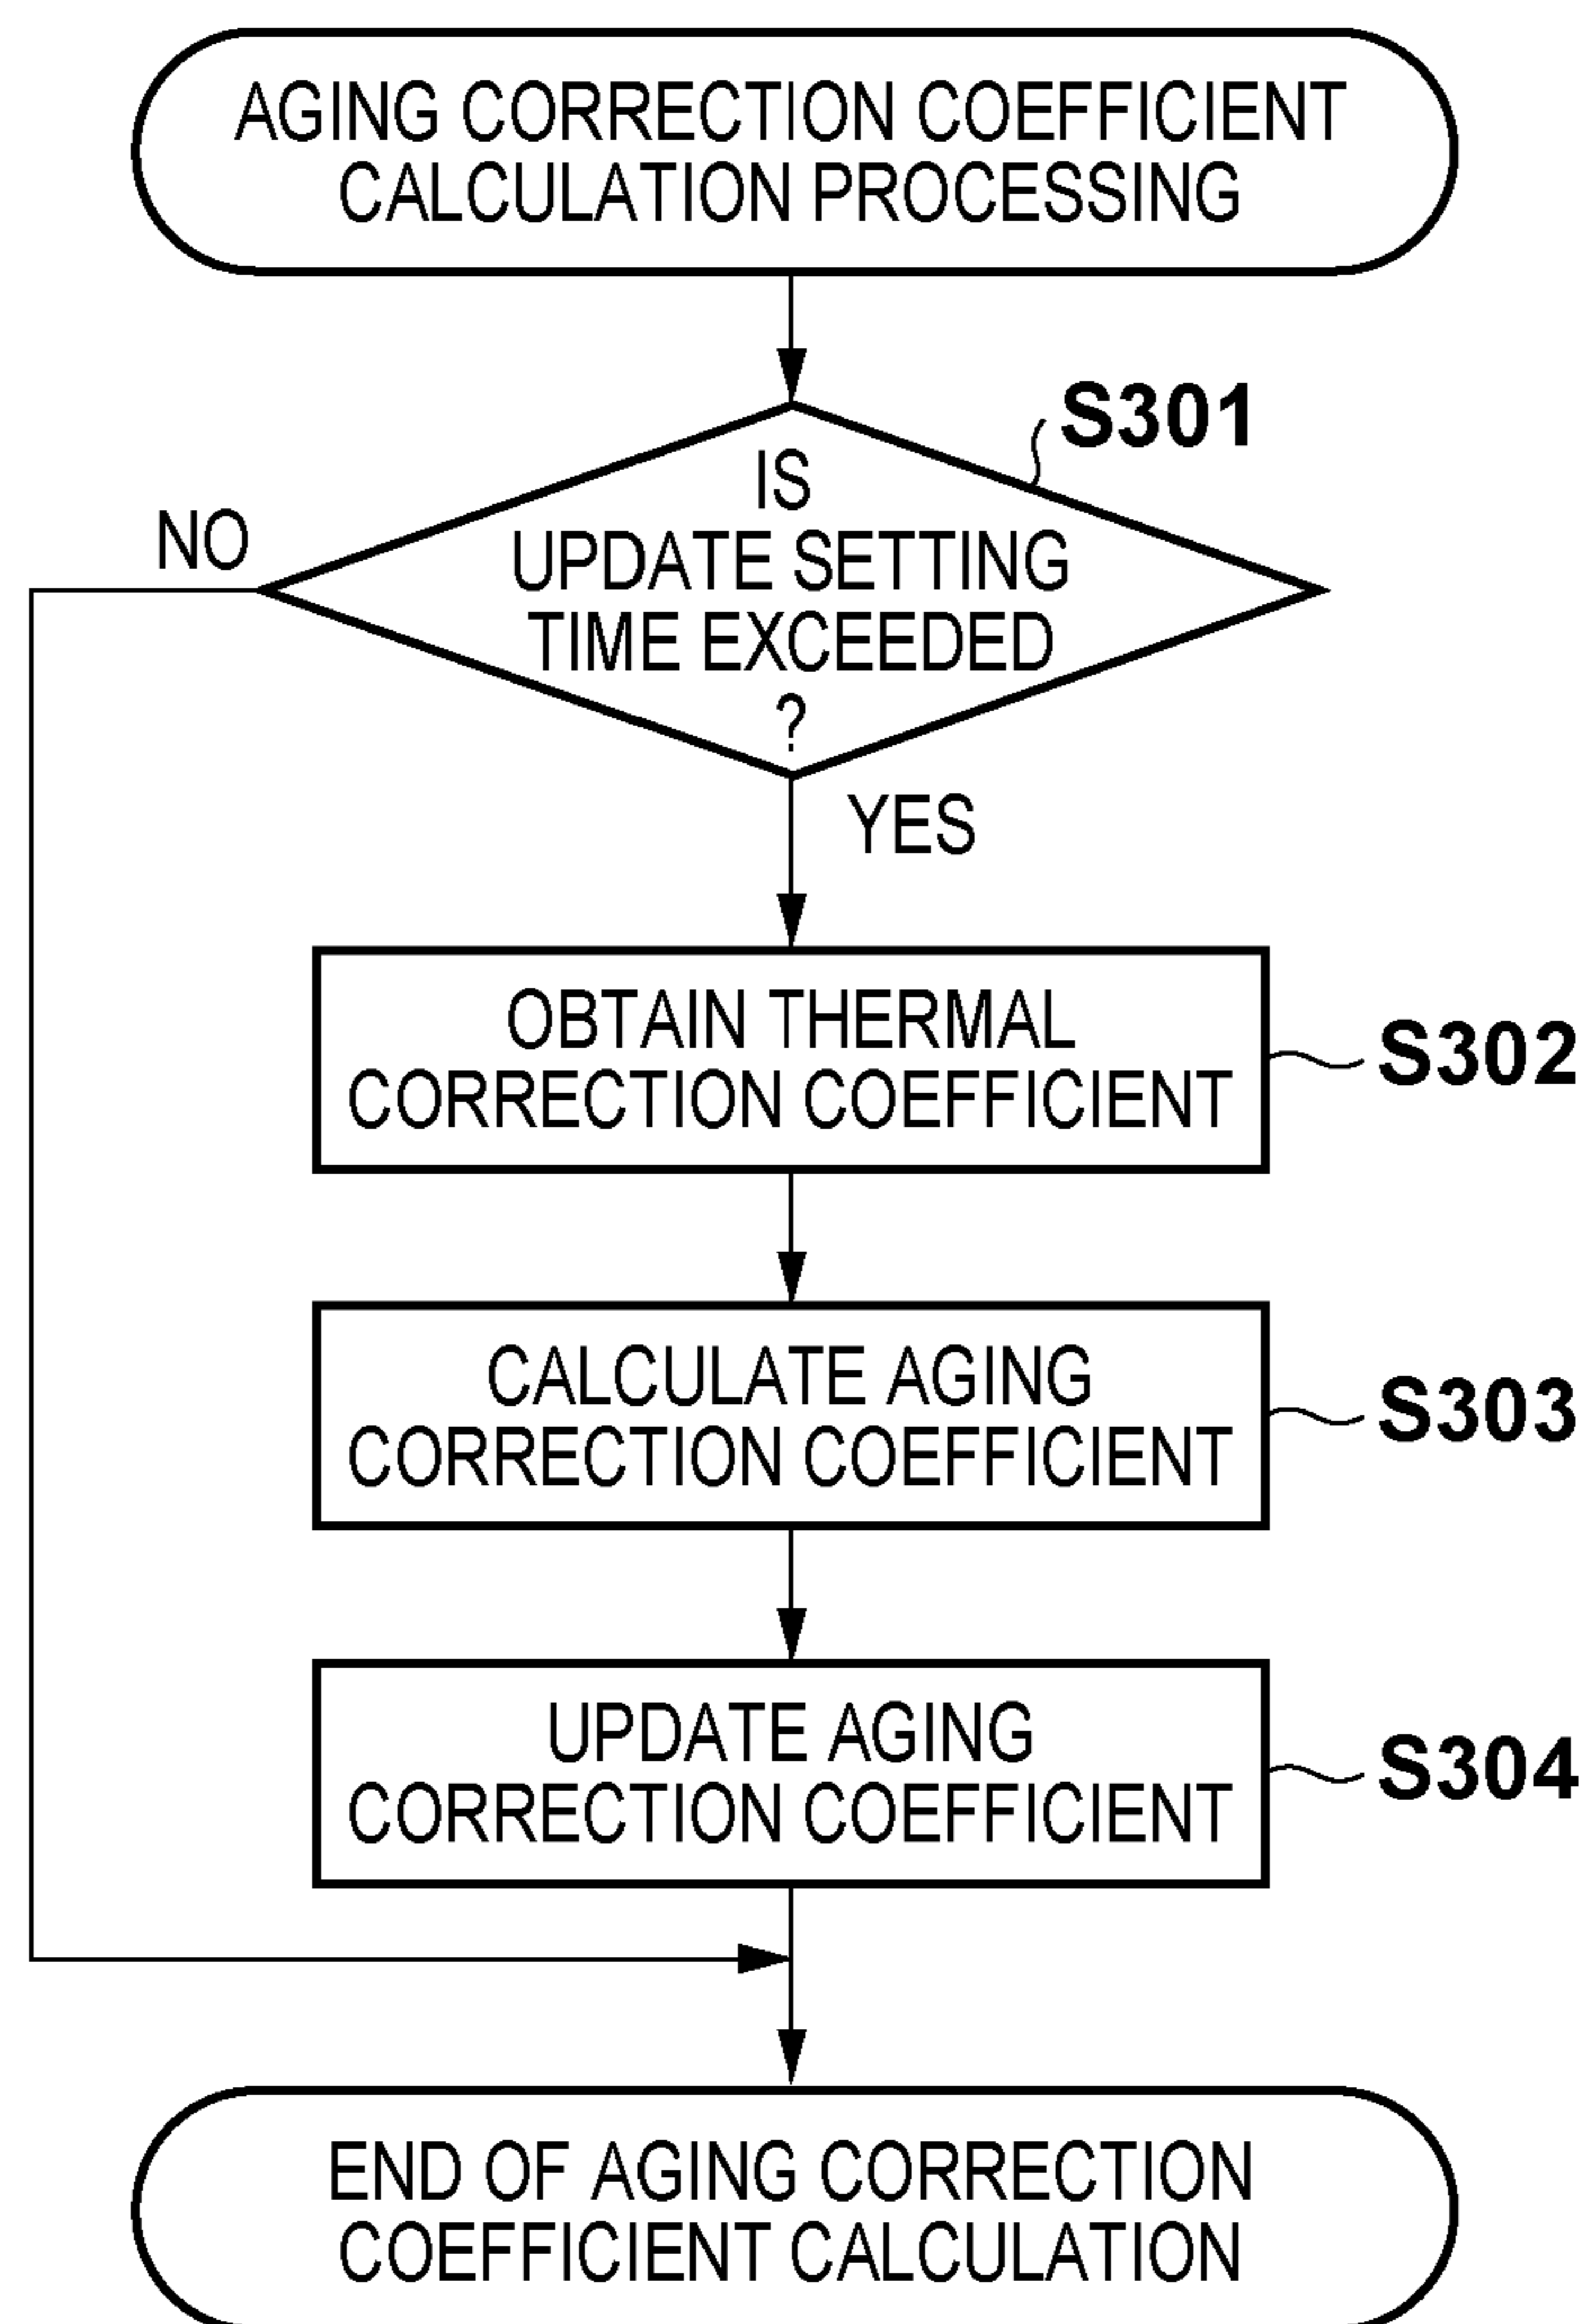 AGING CORRECTION COEFFICIENT
CALCULATION PROCESSING
S301
IS
UPDATE SETTING
TIME EXCEEDED
?
NO
YES
OBTAIN THERMAL
CORRECTION COEFFICIENT
S302
CALCULATE AGING
CORRECTION COEFFICIENT
S303
UPDATE AGING
CORRECTION COEFFICIENT
S304
END OF AGING CORRECTION
COEFFICIENT CALCULATION